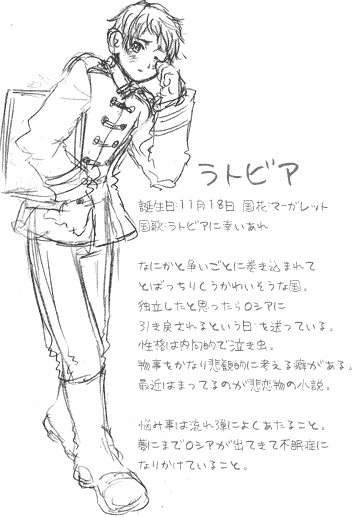 ラトビア
誕生日:11月18日 国花:マーガレット
国歌:ラトビアに幸いあれ
なにかと争いごとに巻き込まれて
とばっちりくうかわいそうな国。
独立したと思ったらロシアに
引き戻されるという日を送っている。
性格は内向的で泣き虫。
物事をかなり悲観的に考える癖がある。
最近はまってるのが悲恋物の小説。
悩み事は流れ弾によくあたること。
夢にまでロシアが出てきて不眠症に
なりかけていること。